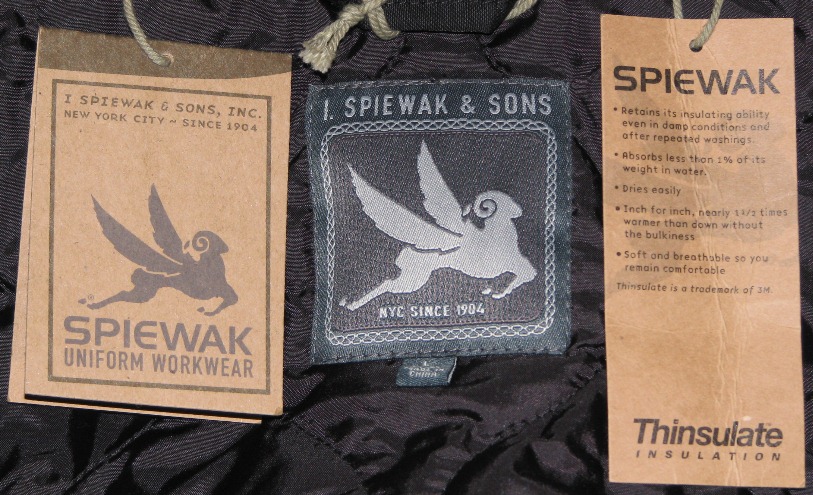 I SPIEWAK & SONS, INC.
NEW YORK CITY ~ SINCE 1904
®
SPIEWAK
UNIFORM WORKWEAR
I. SPIEWAK & SONS
NYC SINCE 1904
L
MADE IN
CHINA
SPIEWAK
• Retains its insulating ability
even in damp conditions and
after repeated washings.
• Absorbs less than 1% of its
weight in water.
• Dries easily
• Inch for inch, nearly 1 1/2 times
warmer than down without
the bulkiness
• Soft and breathable so you
remain comfortable
Thinsulate is a trademark of 3M.
Thinsulate
INSULATION